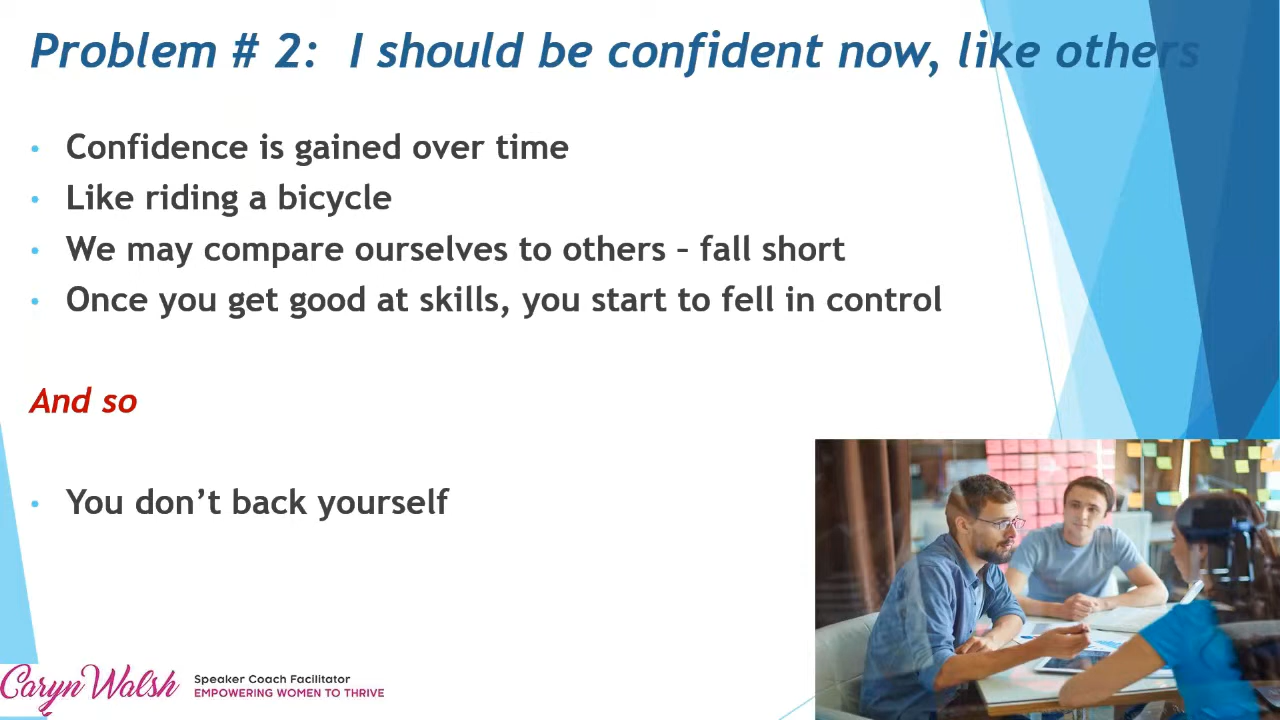 Problem # 2:  I should be confident now, like others
• Confidence is gained over time
• Like riding a bicycle
• We may compare ourselves to others – fall short
• Once you get good at skills, you start to fell in control
And so
• You don’t back yourself
Caryn Walsh
Speaker Coach Facilitator
EMPOWERING WOMEN TO THRIVE